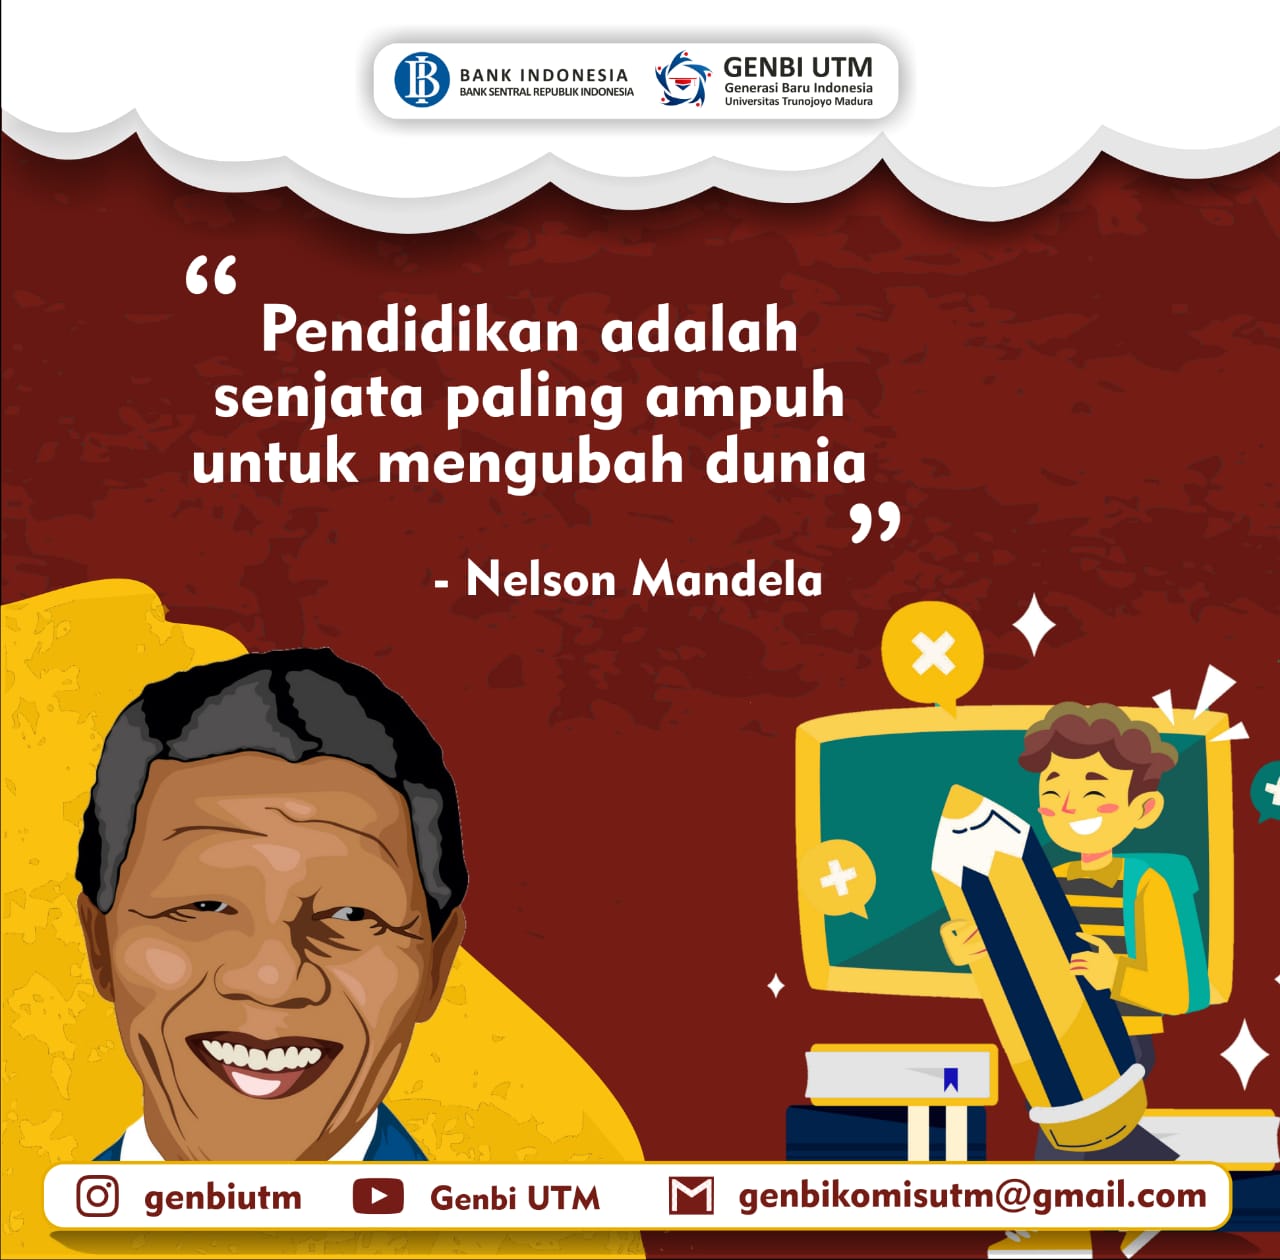 BANK INDONESIA
BANK SENTRAL REPUBLIK INDONESIA
GENBI UTM
Generasi Baru Indonesia
Universitas Trunojoyo Madura
“Pendidikan adalah
senjata paling ampuh
untuk mengubah dunia”
- Nelson Mandela
genbiutm
Genbi UTM
genbikomisutm@gmail.com